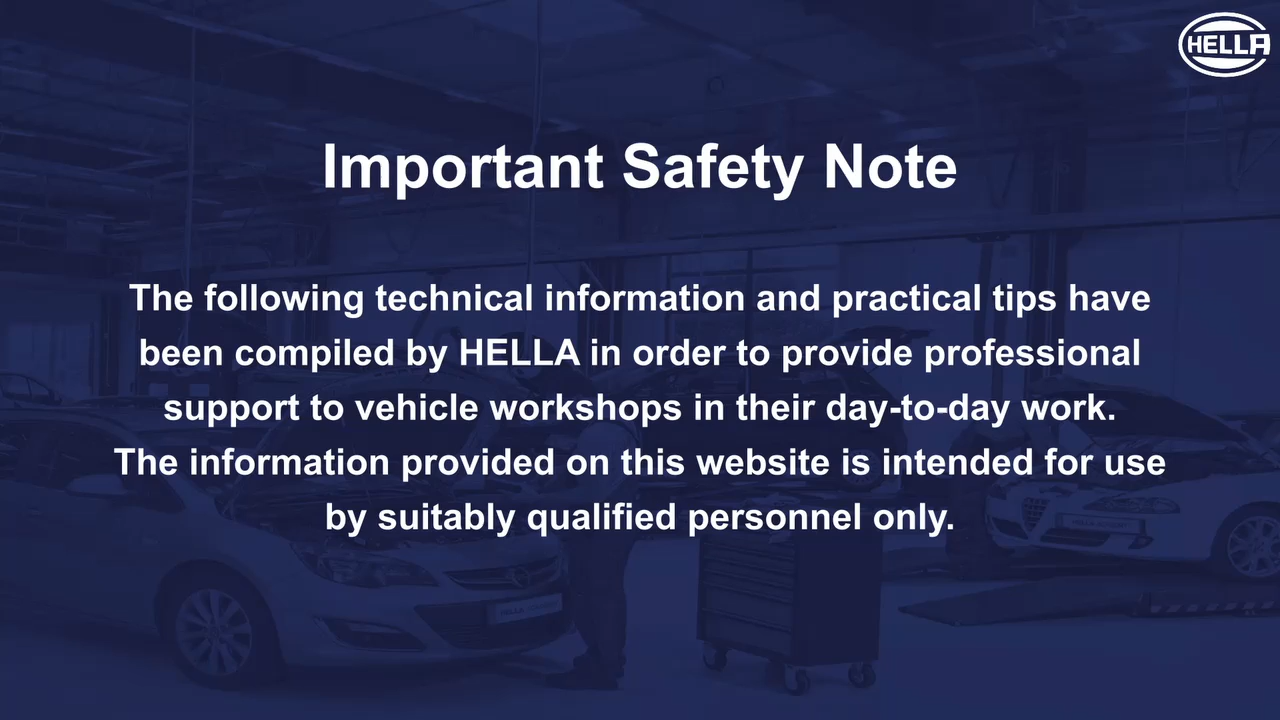 HELLA
Important Safety Note
The following technical information and practical tips have
been compiled by HELLA in order to provide professional
support to vehicle workshops in their day-to-day work.
The information provided on this website is intended for use
by suitably qualified personnel only.
HELLA